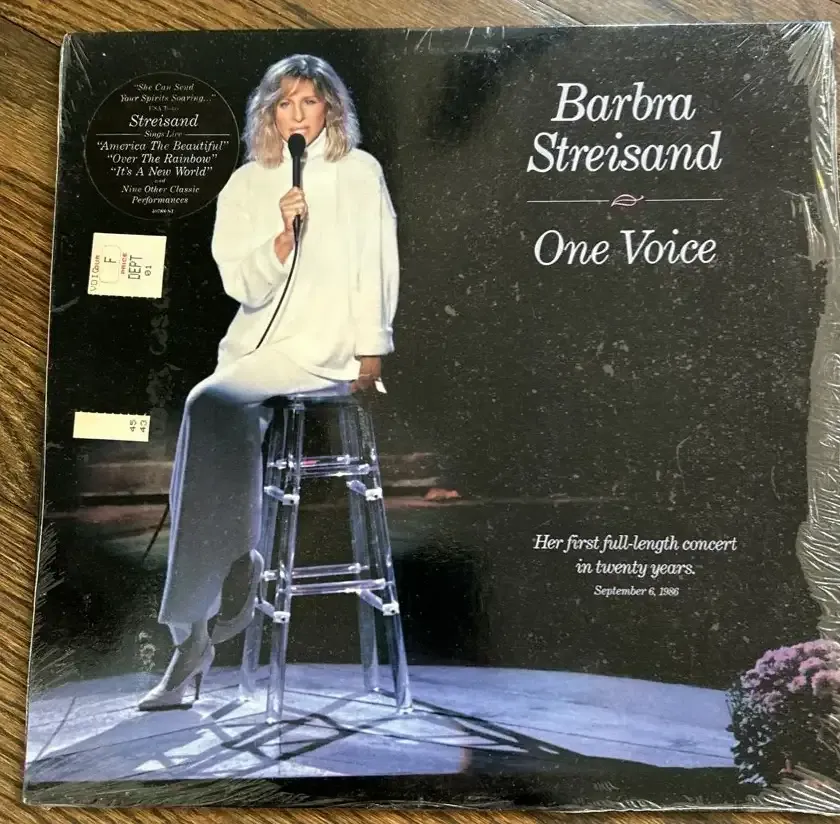 "She Can Send
Your Spirits Soaring..."
USA Today
Streisand
Sings Live
"America The Beautiful"
"Over The Rainbow"
"It's A New World"
and
Nine Other Classic
Performances
Barbra
Streisand
One Voice
F
PRICE
DEPT
01
45
43
Her first full-length concert
in twenty years.
September 6, 1986